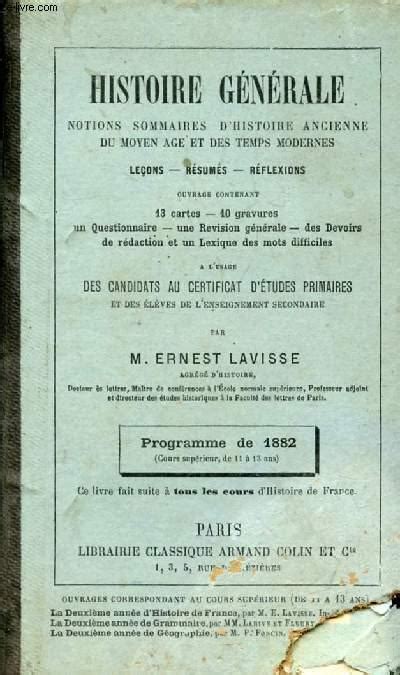 HISTOIRE GÉNÉRALE
NOTIONS SOMMAIRES D'HISTOIRE ANCIENNE
DU MOYEN AGE ET DES TEMPS MODERNES
LEÇONS — RÉSUMÉS — RÉFLEXIONS
OUVRAGE CONTENANT
13 cartes — 40 gravures
un Questionnaire — une Revision générale — des Devoirs
de rédaction et un Lexique des mots difficiles
A L'USAGE
DES CANDIDATS AU CERTIFICAT D'ÉTUDES PRIMAIRES
ET DES ÉLÈVES DE L'ENSEIGNEMENT SECONDAIRE
PAR
M. ERNEST LAVISSE
AGRÉGÉ D'HISTOIRE,
Docteur ès lettres, Maître de conférences à l'École normale supérieure, Professeur adjoint
et directeur des études historiques à la Faculté des lettres de Paris.
Programme de 1882
(Cours supérieur, de 11 à 13 ans)
Ce livre fait suite à tous les cours d'Histoire de France.
PARIS
LIBRAIRIE CLASSIQUE ARMAND COLIN ET Cie
1, 3, 5, RUE
OUVRAGES CORRESPONDANT AU COURS SUPÉRIEUR (DE 11 A 13 ANS)
La Deuxième année d'Histoire de France, par M. E. LAVISSE,
La Deuxième année de Grammaire, par MM. LARIVE ET FLEURY
La Deuxième année de Géographie, par M. P. FONCIN,